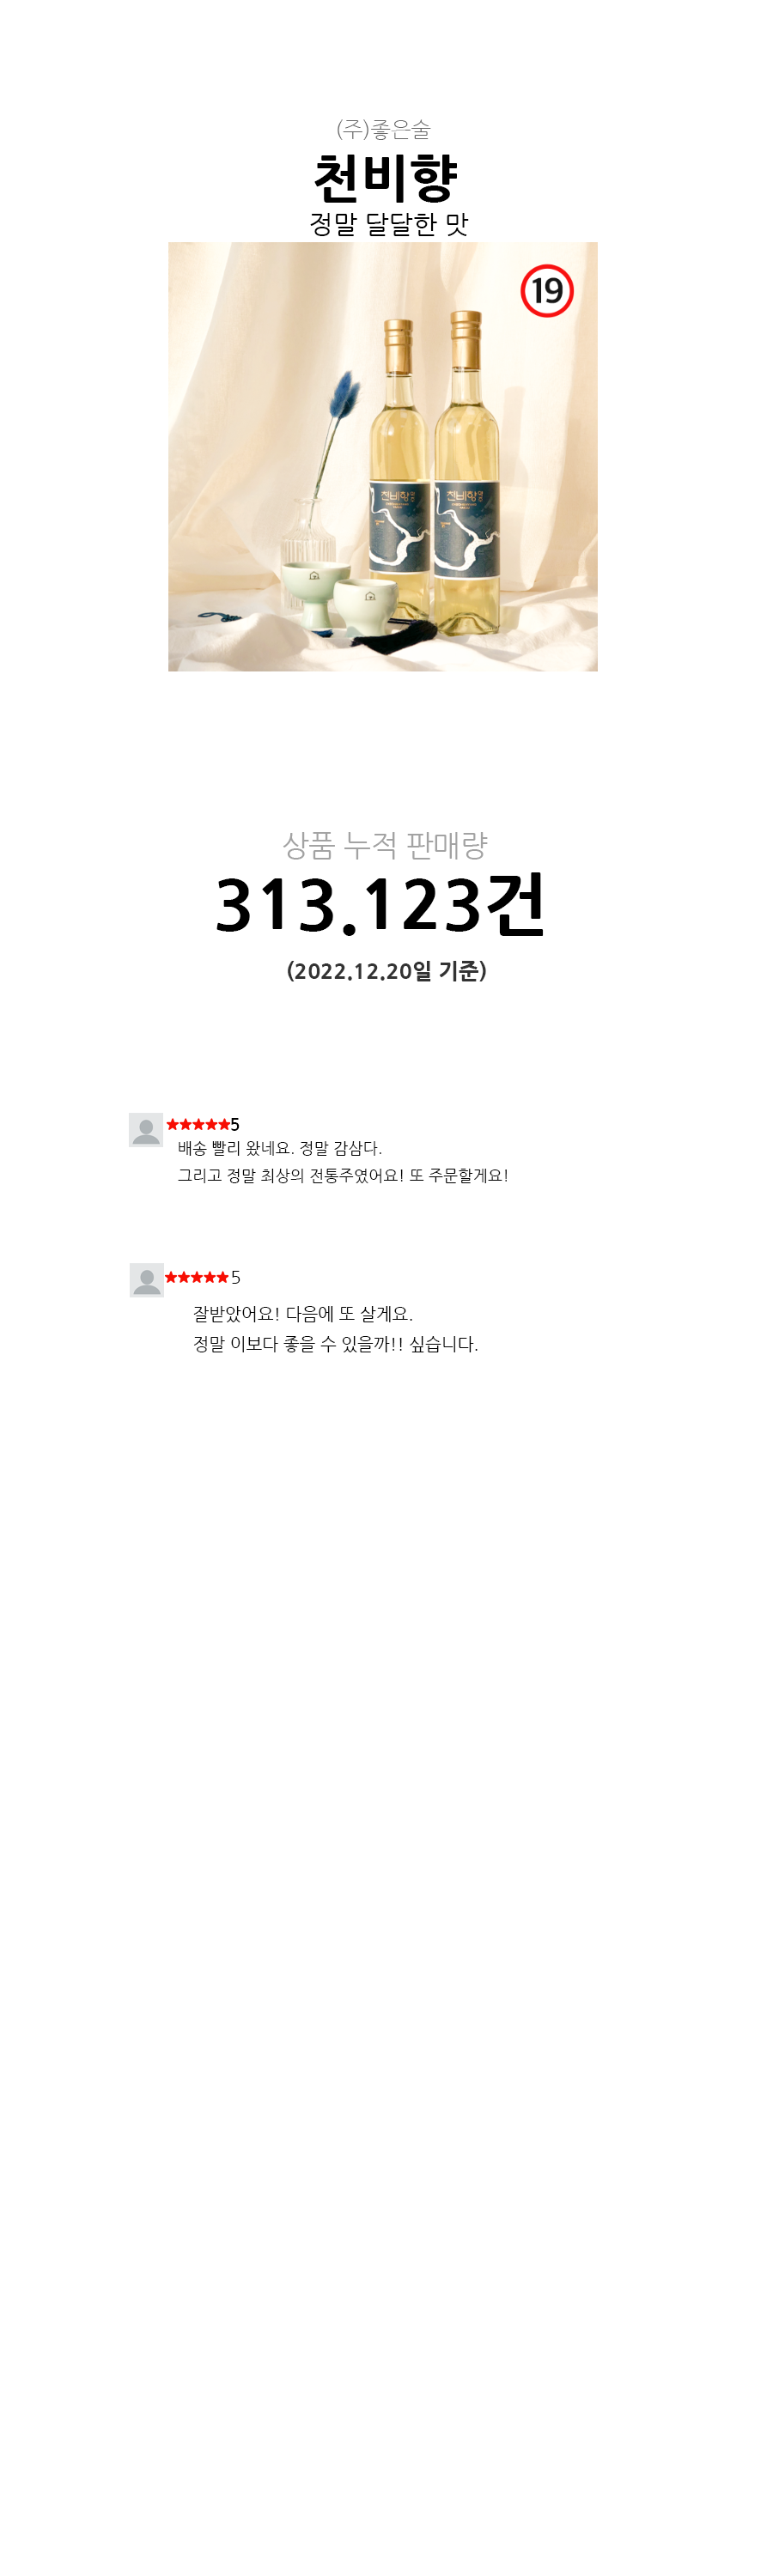 (주)좋은술
천비향
정말 달달한 맛
19
천비향
천비향
상품 누적 판매량
313.123건
(2022.12.20일 기준)
★★★★★5
배송 빨리 왔네요. 정말 감삼다.
그리고 정말 최상의 전통주였어요! 또 주문할게요!
★★★★★5
잘받았어요! 다음에 또 살게요.
정말 이보다 좋을 수 있을까!! 싶습니다.